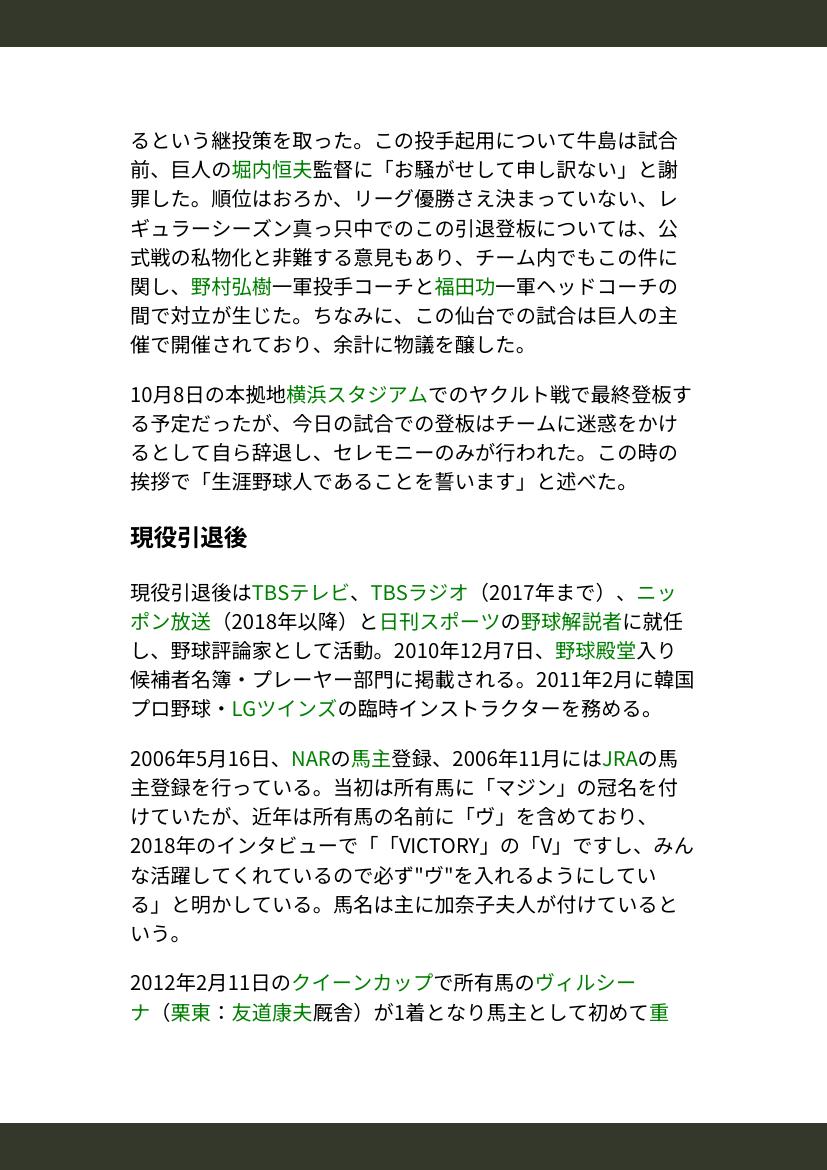 るという継投策を取った。この投手起用について牛島は試合
前、巨人の堀内恒夫監督に「お騒がせして申し訳ない」と謝
罪した。順位はおろか、リーグ優勝さえ決まっていない、レ
ギュラーシーズン真っ只中でのこの引退登板については、公
式戦の私物化と非難する意見もあり、チーム内でもこの件に
関し、野村弘樹一軍投手コーチと福田功一軍ヘッドコーチの
間で対立が生じた。ちなみに、この仙台での試合は巨人の主
催で開催されており、余計に物議を醸した。
10月8日の本拠地横浜スタジアムでのヤクルト戦で最終登板す
る予定だったが、今日の試合での登板はチームに迷惑をかけ
るとして自ら辞退し、セレモニーのみが行われた。この時の
挨拶で「生涯野球人であることを誓います」と述べた。
現役引退後
現役引退後はTBSテレビ、TBSラジオ（2017年まで）、ニッ
ポン放送（2018年以降）と日刊スポーツの野球解説者に就任
し、野球評論家として活動。2010年12月7日、野球殿堂入り
候補者名簿・プレーヤー部門に掲載される。2011年2月に韓国
プロ野球・LGツインズの臨時インストラクターを務める。
2006年5月16日、NARの馬主登録、2006年11月にはJRAの馬
主登録を行っている。当初は所有馬に「マジン」の冠名を付
けていたが、近年は所有馬の名前に「ヴ」を含めており、
2018年のインタビューで「「VICTORY」の「V」ですし、みん
な活躍してくれているので必ず"ヴ"を入れるようにしてい
る」と明かしている。馬名は主に加奈子夫人が付けていると
いう。
2012年2月11日のクイーンカップで所有馬のヴィルシー
ナ（栗東：友道康夫厩舎）が1着となり馬主として初めて重